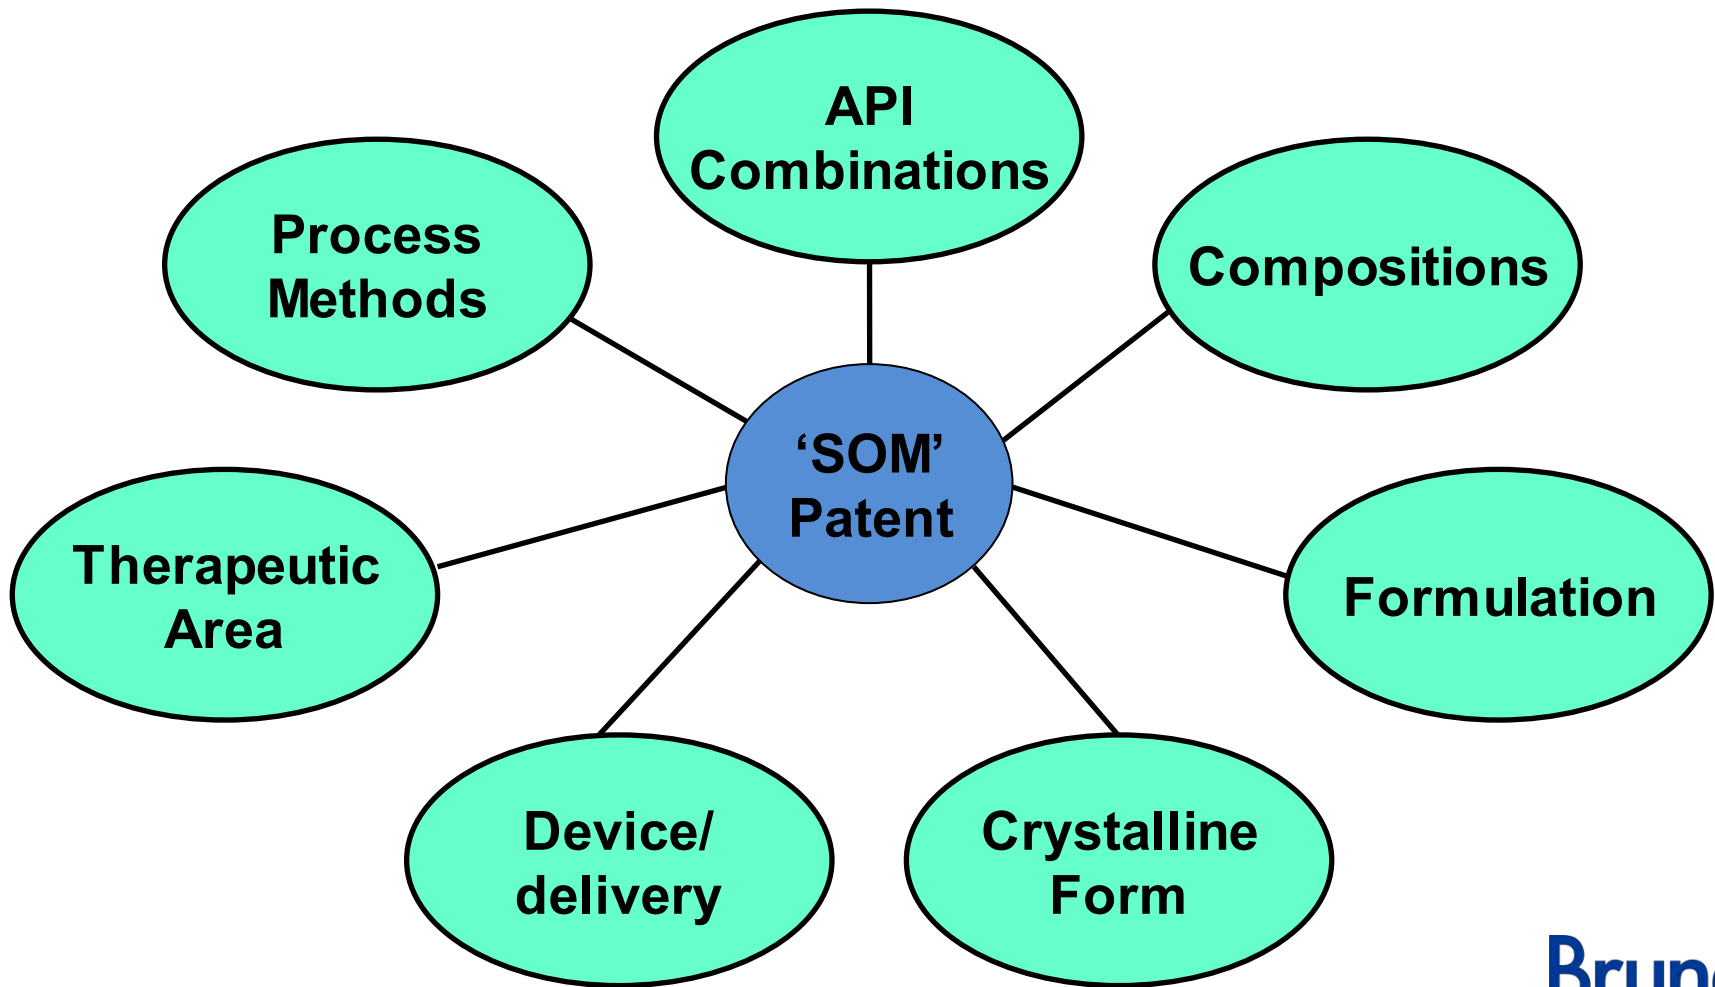 API
Combinations
Process
Methods
Compositions
‘SOM’
Patent
Therapeutic
Area
Formulation
Device/
delivery
Crystalline
Form